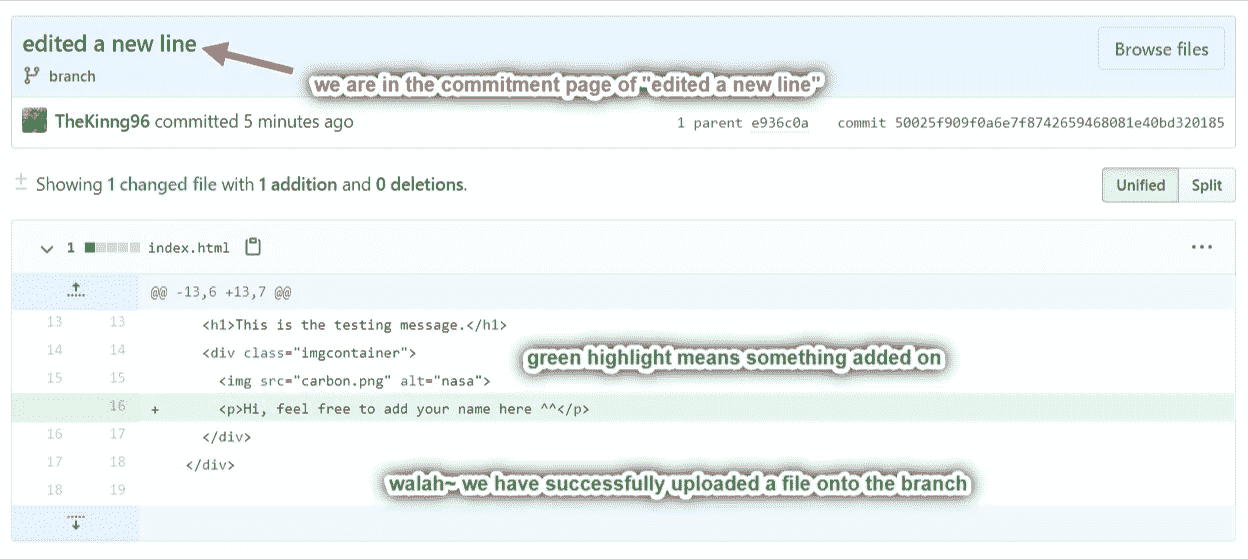 edited a new line
Browse files
branch
we are in the commitment page of "edited a new line"
TheKinng96 committed 5 minutes ago
1 parent e936c0a commit 50025f909f0a6e7f8742659468081e40bd320185
Showing 1 changed file with 1 addition and 0 deletions.
Unified Split
1 index.html
@@ -13,6 +13,7 @@
13 13 <h1>This is the testing message.</h1>
14 14 <div class="imgcontainer">
green highlight means something added on
15 15 <img src="carbon.png" alt="nasa">
16 + <p>Hi, feel free to add your name here ^^</p>
16 17 </div>
17 18 </div>
walah~ we have successfully uploaded a file onto the branch
18 19